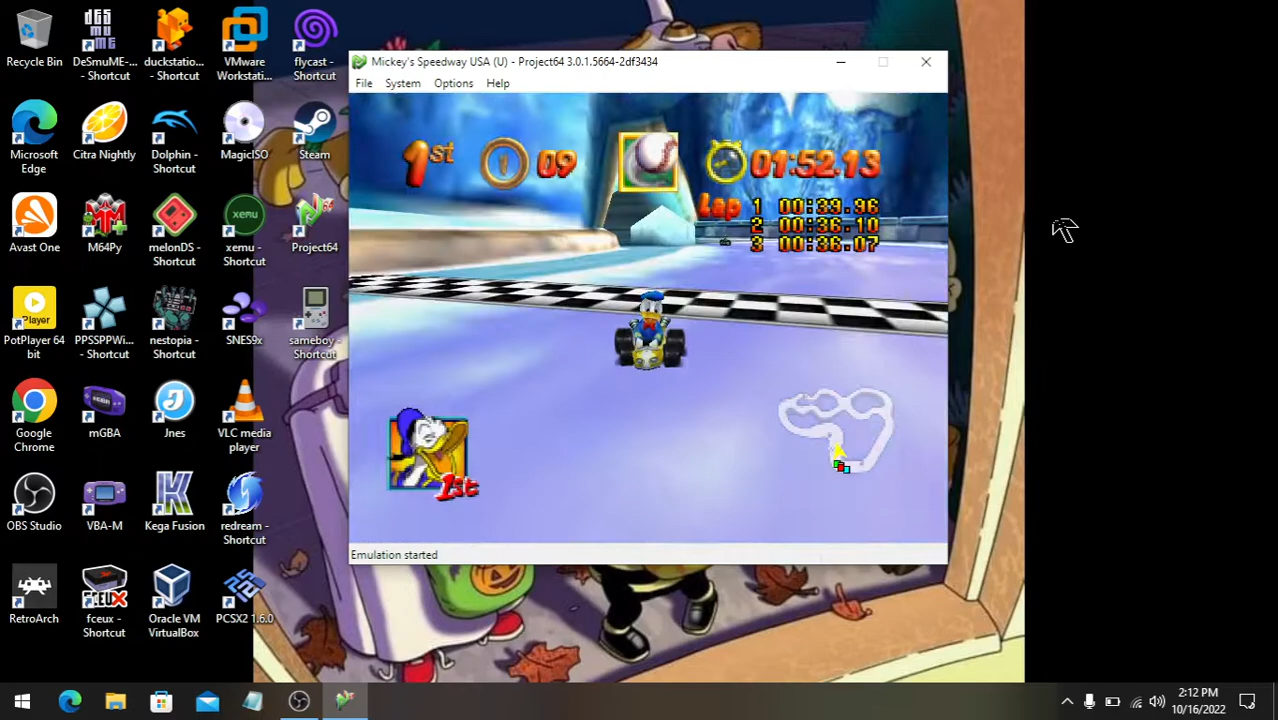 DESMUME
Recycle Bin
DeSmuME-... - Shortcut
duckstation... - Shortcut
VMware Workstati...
flycast - Shortcut
Microsoft Edge
Citra Nightly
Dolphin - Shortcut
MagicISO
Steam
Avast One
M64Py
melonDS - Shortcut
xemu
xemu - Shortcut
Project64
Player
PotPlayer 64 bit
PPSSPPWi... - Shortcut
nestopia - Shortcut
SNES9x
sameboy - Shortcut
Google Chrome
mGBA
Jnes
VLC media player
OBS Studio
VBA-M
Kega Fusion
redream - Shortcut
RetroArch
FCEUX
fceux - Shortcut
Oracle VM VirtualBox
PCSX2 1.6.0
Mickey's Speedway USA (U) - Project64 3.0.1.5664-2df3434
File System Options Help
1st 09 01:52.13
Lap 1 00:39.96
2 00:36.10
3 00:36.07
1st
Emulation started
2:12 PM
10/16/2022